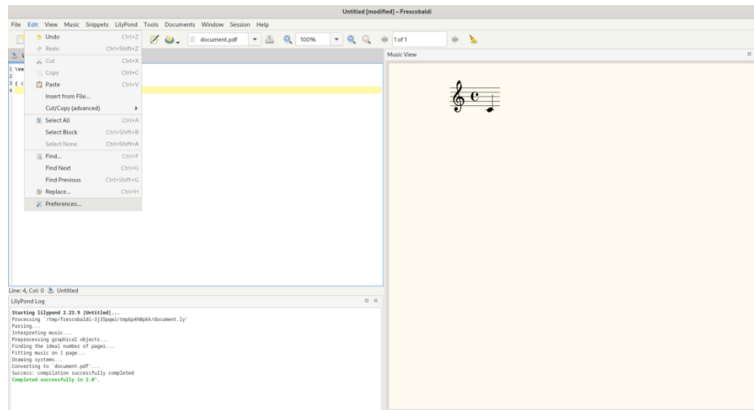 Untitled [modified] – Frescobaldi
File Edit View Music Snippets LilyPond Tools Documents Window Session Help
document.pdf 100% 1 of 1
Undo Ctrl+Z
Redo Ctrl+Shift+Z
Cut Ctrl+X
Copy Ctrl+C
Paste Ctrl+V
Insert from File...
Cut/Copy (advanced)
Select All Ctrl+A
Select Block Ctrl+Shift+B
Select None Ctrl+Shift+A
Find... Ctrl+F
Find Next Ctrl+G
Find Previous Ctrl+Shift+G
Replace... Ctrl+H
Preferences...
1 \ve
2
3 { c
4
Music View
Line: 4, Col: 0 Untitled
LilyPond Log
Starting lilypond 2.23.9 [Untitled]...
Parsing...
Interpreting music...
Preprocessing graphical objects...
Finding the ideal number of pages...
Fitting music on 1 page...
Drawing systems...
Converting to `document.pdf'...
Success: compilation successfully completed
Completed successfully in 2.0".